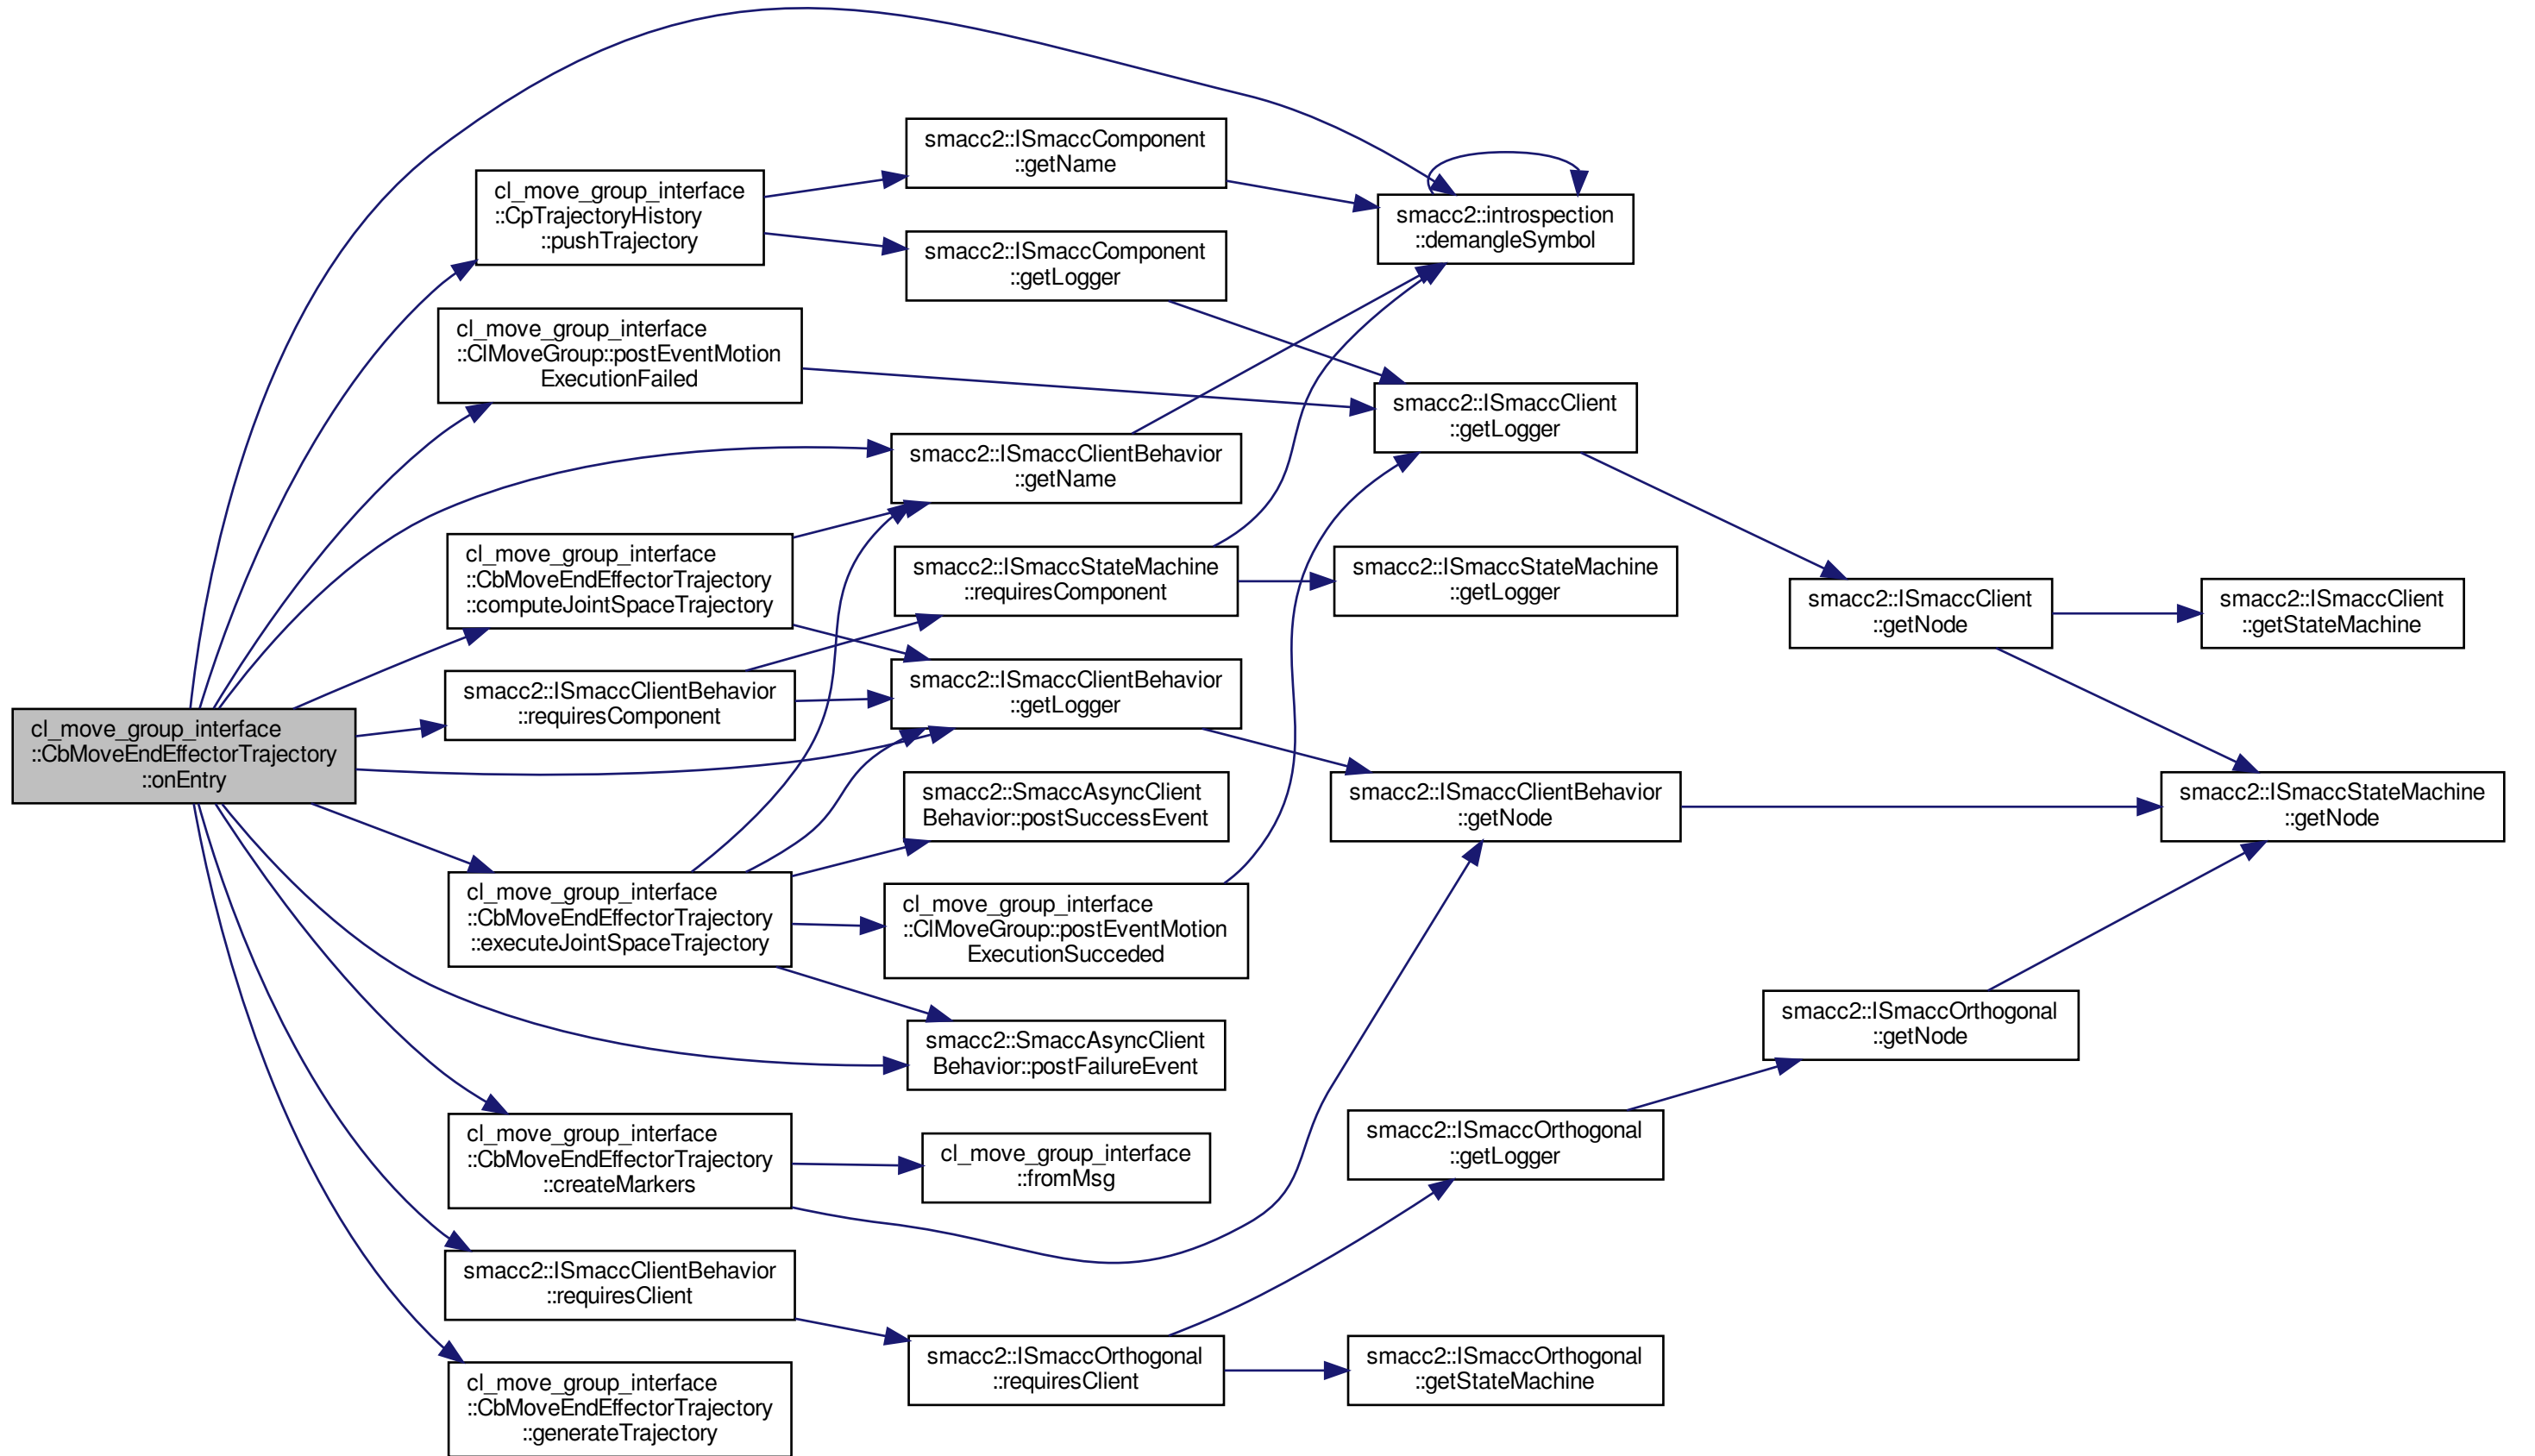 cl_move_group_interface
::CbMoveEndEffectorTrajectory
::onEntry
cl_move_group_interface
::CpTrajectoryHistory
::pushTrajectory
cl_move_group_interface
::ClMoveGroup::postEventMotion
ExecutionFailed
cl_move_group_interface
::CbMoveEndEffectorTrajectory
::computeJointSpaceTrajectory
smacc2::ISmaccClientBehavior
::requiresComponent
cl_move_group_interface
::CbMoveEndEffectorTrajectory
::executeJointSpaceTrajectory
cl_move_group_interface
::CbMoveEndEffectorTrajectory
::createMarkers
smacc2::ISmaccClientBehavior
::requiresClient
cl_move_group_interface
::CbMoveEndEffectorTrajectory
::generateTrajectory
smacc2::ISmaccComponent
::getName
smacc2::ISmaccComponent
::getLogger
smacc2::ISmaccClientBehavior
::getName
smacc2::ISmaccStateMachine
::requiresComponent
smacc2::ISmaccClientBehavior
::getLogger
smacc2::SmaccAsyncClient
Behavior::postSuccessEvent
cl_move_group_interface
::ClMoveGroup::postEventMotion
ExecutionSucceded
smacc2::SmaccAsyncClient
Behavior::postFailureEvent
cl_move_group_interface
::fromMsg
smacc2::ISmaccOrthogonal
::requiresClient
smacc2::introspection
::demangleSymbol
smacc2::ISmaccClient
::getLogger
smacc2::ISmaccStateMachine
::getLogger
smacc2::ISmaccClientBehavior
::getNode
smacc2::ISmaccOrthogonal
::getLogger
smacc2::ISmaccOrthogonal
::getStateMachine
smacc2::ISmaccClient
::getNode
smacc2::ISmaccOrthogonal
::getNode
smacc2::ISmaccClient
::getStateMachine
smacc2::ISmaccStateMachine
::getNode